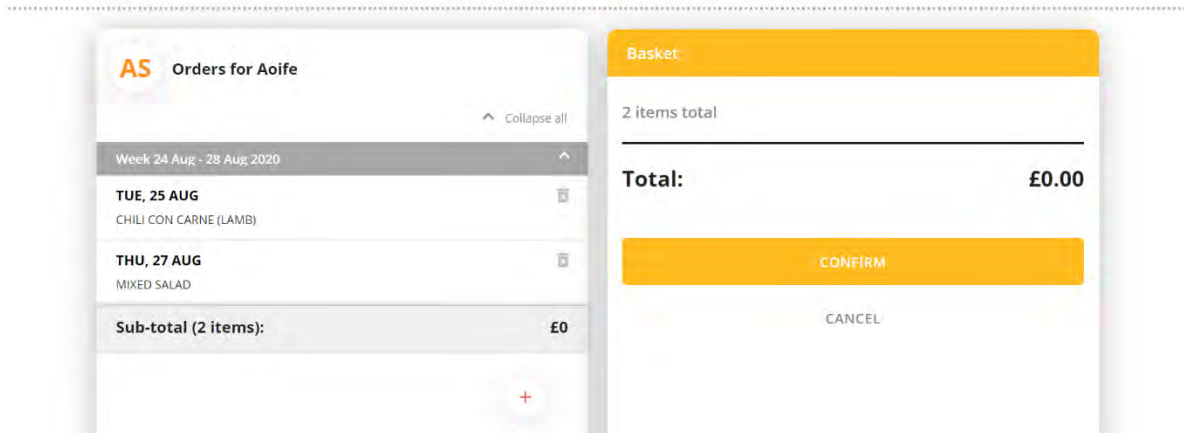 AS Orders for Aoife
Collapse all
Week 24 Aug - 28 Aug 2020
TUE, 25 AUG
CHILI CON CARNE (LAMB)
THU, 27 AUG
MIXED SALAD
Sub-total (2 items): £0
+
Basket
2 items total
Total: £0.00
CONFIRM
CANCEL